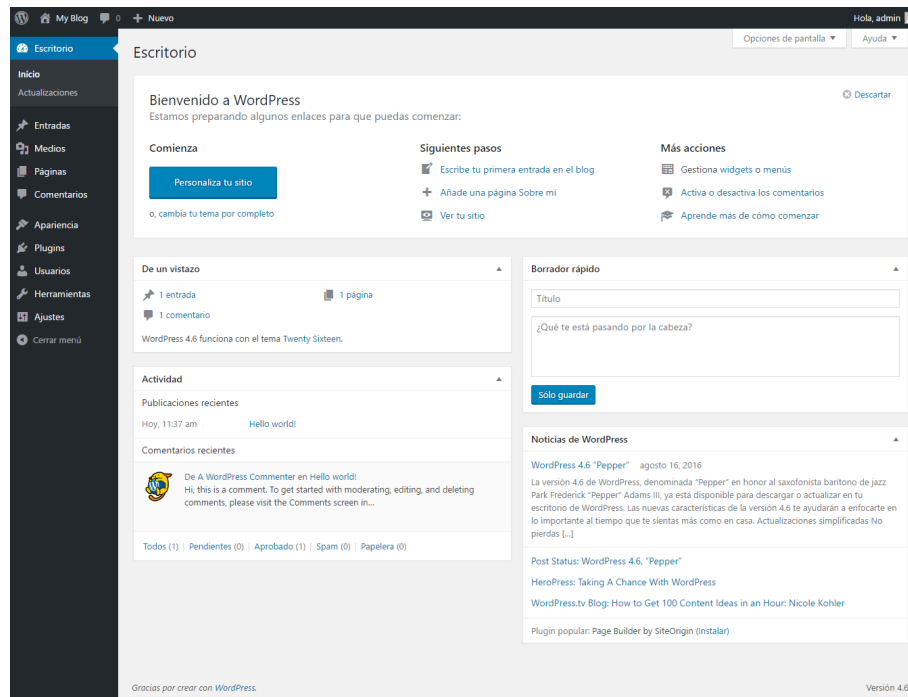 My Blog 0 + Nuevo Hola, admin
Opciones de pantalla Ayuda
Escritorio
Inicio
Actualizaciones
Entradas
Medios
Páginas
Comentarios
Apariencia
Plugins
Usuarios
Herramientas
Ajustes
Cerrar menú
Escritorio
Bienvenido a WordPress
Descartar
Estamos preparando algunos enlaces para que puedas comenzar:
Comienza
Personaliza tu sitio
o, cambia tu tema por completo
Siguientes pasos
Escribe tu primera entrada en el blog
Añade una página Sobre mí
Ver tu sitio
Más acciones
Gestiona widgets o menús
Activa o desactiva los comentarios
Aprende más de cómo comenzar
De un vistazo
1 entrada
1 página
1 comentario
WordPress 4.6 funciona con el tema Twenty Sixteen.
Actividad
Publicaciones recientes
Hoy, 11:37 am Hello world!
Comentarios recientes
De A WordPress Commenter en Hello world!
Hi, this is a comment. To get started with moderating, editing, and deleting
comments, please visit the Comments screen in...
Todos (1) | Pendientes (0) | Aprobado (1) | Spam (0) | Papelera (0)
Borrador rápido
Título
¿Qué te está pasando por la cabeza?
Sólo guardar
Noticias de WordPress
WordPress 4.6 "Pepper" agosto 16, 2016
La versión 4.6 de WordPress, denominada "Pepper" en honor al saxofonista barítono de jazz
Park Frederick "Pepper" Adams III, ya está disponible para descargar o actualizar en tu
escritorio de WordPress. Las nuevas características de la versión 4.6 te ayudarán a enfocarte en
lo importante al tiempo que te sientas más como en casa. Actualizaciones simplificadas No
pierdas [...]
Post Status: WordPress 4.6, "Pepper"
HeroPress: Taking A Chance With WordPress
WordPress.tv Blog: How to Get 100 Content Ideas in an Hour: Nicole Kohler
Plugin popular: Page Builder by SiteOrigin (Instalar)
Gracias por crear con WordPress. Versión 4.6